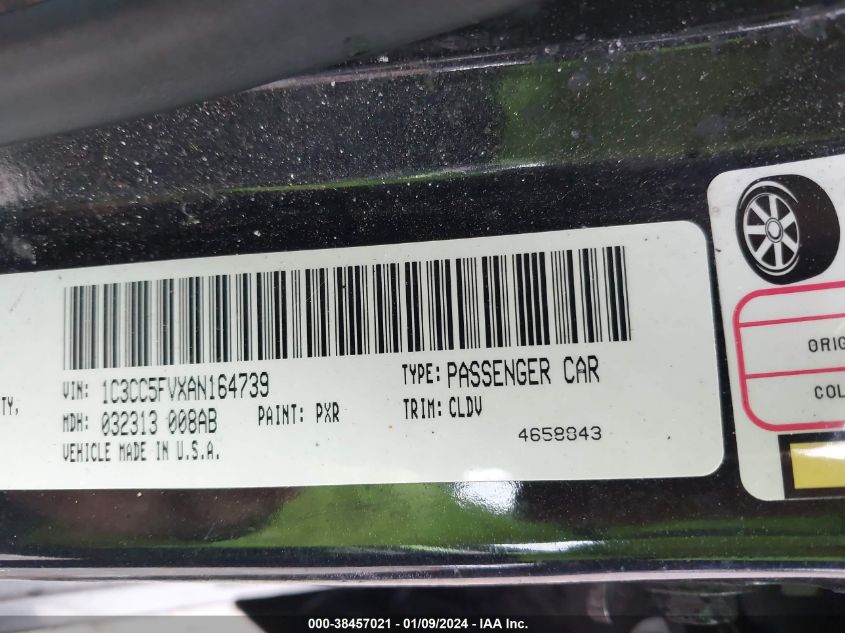 VIN: 1C3CC5FVXAN164739 TYPE: PASSENGER CAR
TY,
MDH: 032313 008AB PAINT: PXR TRIM: CLDV
VEHICLE MADE IN U.S.A. 4658843
ORIG
COL
000-38457021 - 01/09/2024 - IAA Inc.